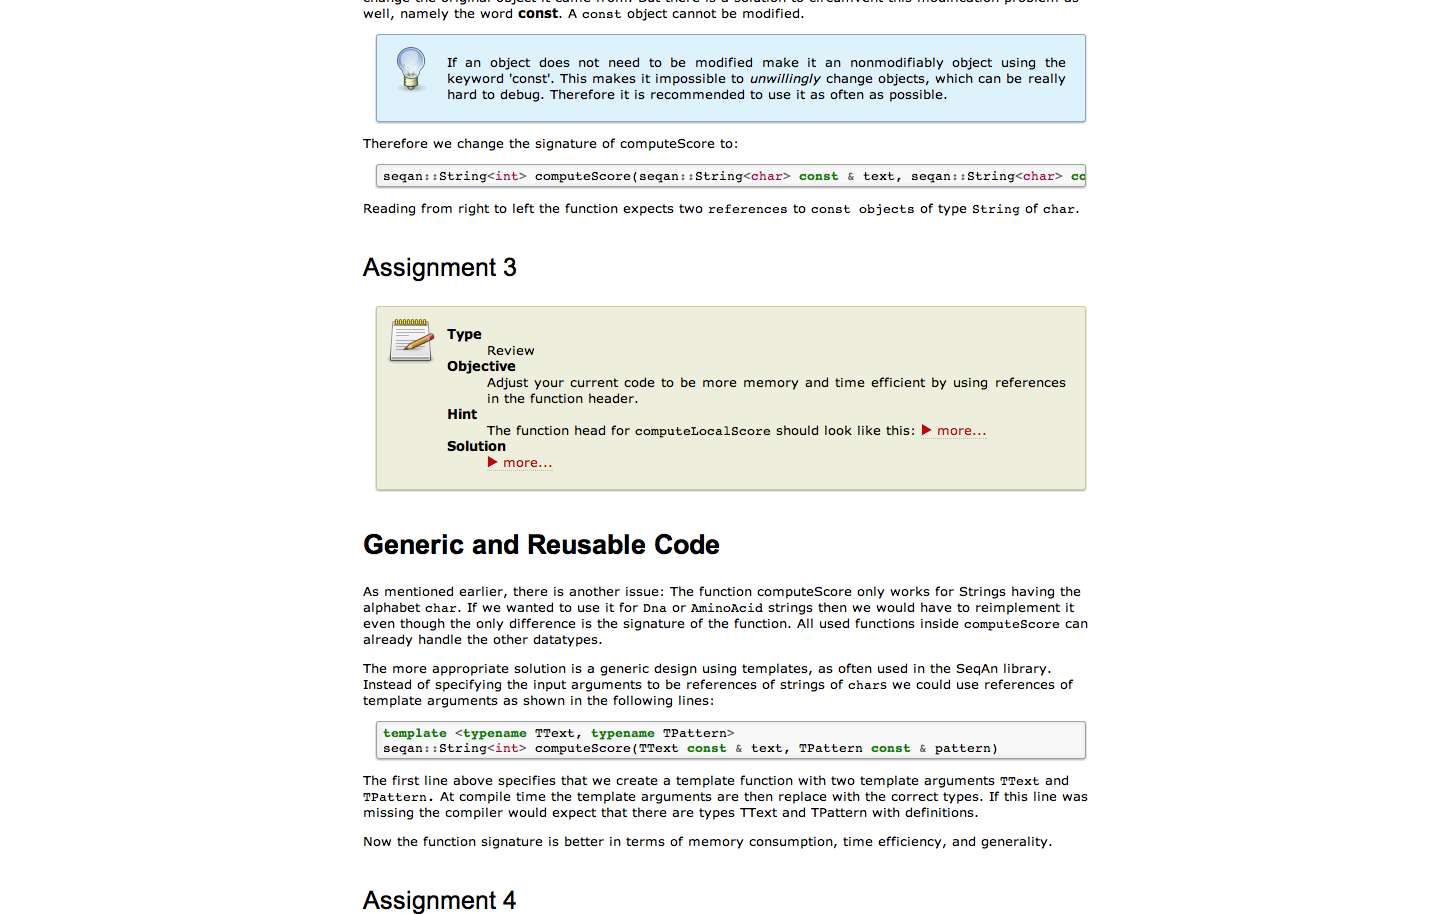 well, namely the word const. A const object cannot be modified.
If an object does not need to be modified make it an nonmodifiably object using the
keyword 'const'. This makes it impossible to unwillingly change objects, which can be really
hard to debug. Therefore it is recommended to use it as often as possible.
Therefore we change the signature of computeScore to:
seqan::String<int> computeScore(seqan::String<char> const & text, seqan::String<char> co
Reading from right to left the function expects two references to const objects of type String of char.
Assignment 3
Type
Review
Objective
Adjust your current code to be more memory and time efficient by using references
in the function header.
Hint
The function head for computeLocalScore should look like this: ▶ more...
Solution
▶ more...
Generic and Reusable Code
As mentioned earlier, there is another issue: The function computeScore only works for Strings having the
alphabet char. If we wanted to use it for Dna or AminoAcid strings then we would have to reimplement it
even though the only difference is the signature of the function. All used functions inside computeScore can
already handle the other datatypes.
The more appropriate solution is a generic design using templates, as often used in the SeqAn library.
Instead of specifying the input arguments to be references of strings of chars we could use references of
template arguments as shown in the following lines:
template <typename TText, typename TPattern>
seqan::String<int> computeScore(TText const & text, TPattern const & pattern)
The first line above specifies that we create a template function with two template arguments TText and
TPattern. At compile time the template arguments are then replace with the correct types. If this line was
missing the compiler would expect that there are types TText and TPattern with definitions.
Now the function signature is better in terms of memory consumption, time efficiency, and generality.
Assignment 4